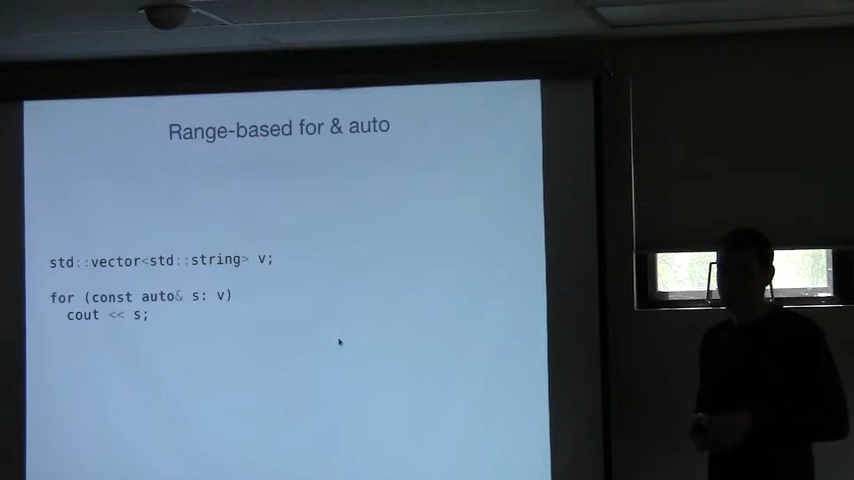 Range-based for & auto
std::vector<std::string> v;
for (const auto& s: v)
cout << s;